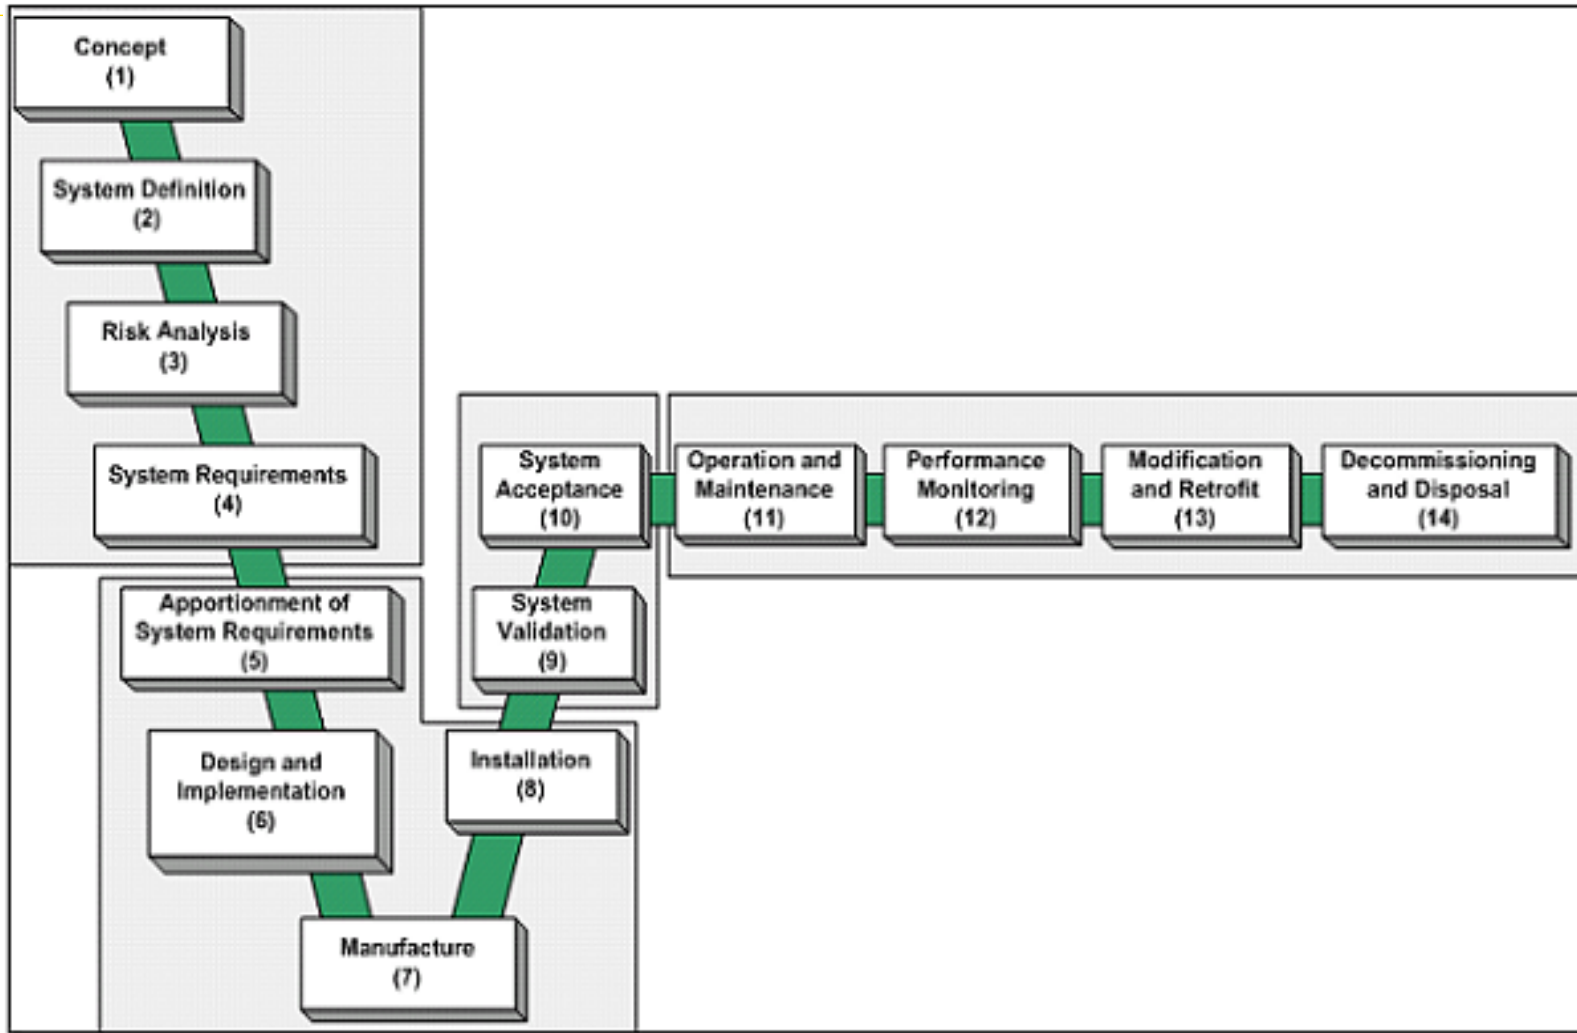 Concept
(1)
System Definition
(2)
Risk Analysis
(3)
System Requirements
(4)
Apportionment of
System Requirements
(5)
Design and
Implementation
(6)
Manufacture
(7)
Installation
(8)
System
Validation
(9)
System
Acceptance
(10)
Operation and
Maintenance
(11)
Performance
Monitoring
(12)
Modification
and Retrofit
(13)
Decommissioning
and Disposal
(14)